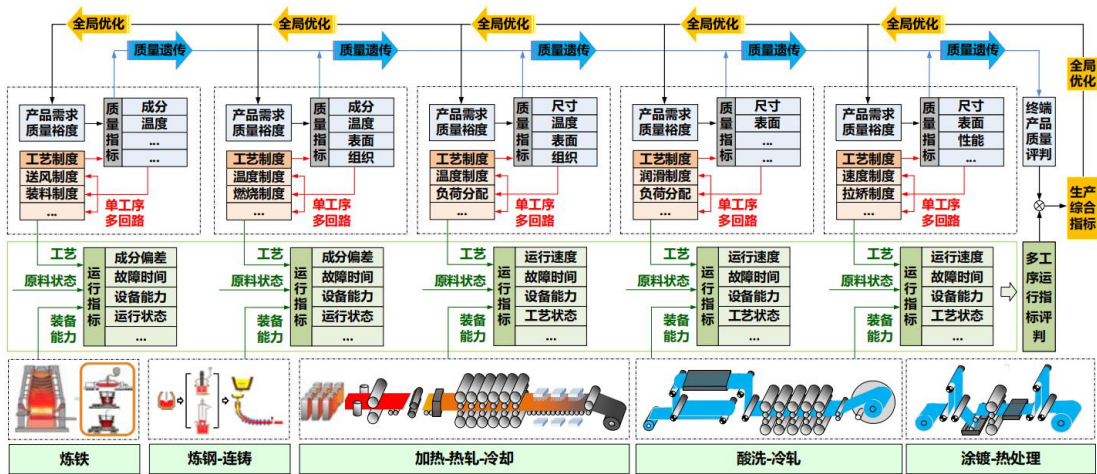 全局优化
全局优化
全局优化
全局优化
全局优化
质量遗传
质量遗传
质量遗传
质量遗传
质量遗传
全局
优化
产品需求
质量裕度
质量指标
成分
温度
...
...
工艺制度
送风制度
装料制度
...
单工序
多回路
产品需求
质量裕度
质量指标
成分
温度
表面
组织
工艺制度
温度制度
燃烧制度
...
单工序
多回路
产品需求
质量裕度
质量指标
尺寸
温度
表面
组织
工艺制度
温度制度
负荷分配
...
单工序
多回路
产品需求
质量裕度
质量指标
尺寸
表面
...
...
工艺制度
润滑制度
负荷分配
...
单工序
多回路
产品需求
质量裕度
质量指标
尺寸
表面
性能
...
工艺制度
速度制度
拉矫制度
...
单工序
多回路
终端
产品
质量
评判
生产
综合
指标
工艺
原料状态
装备
能力
运行指标
成分偏差
故障时间
设备能力
运行状态
...
工艺
原料状态
装备
能力
运行指标
成分偏差
故障时间
设备能力
运行状态
...
工艺
原料状态
装备
能力
运行指标
运行速度
故障时间
设备能力
工艺状态
...
工艺
原料状态
装备
能力
运行指标
运行速度
故障时间
设备能力
工艺状态
...
工艺
原料状态
装备
能力
运行指标
运行速度
故障时间
设备能力
工艺状态
...
多工
序运
行指
标评
判
炼铁
炼钢-连铸
加热-热轧-冷却
酸洗-冷轧
涂镀-热处理